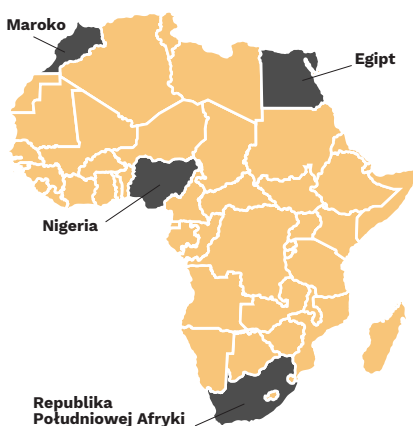 Maroko
Egipt
Nigeria
Republika
Południowej Afryki